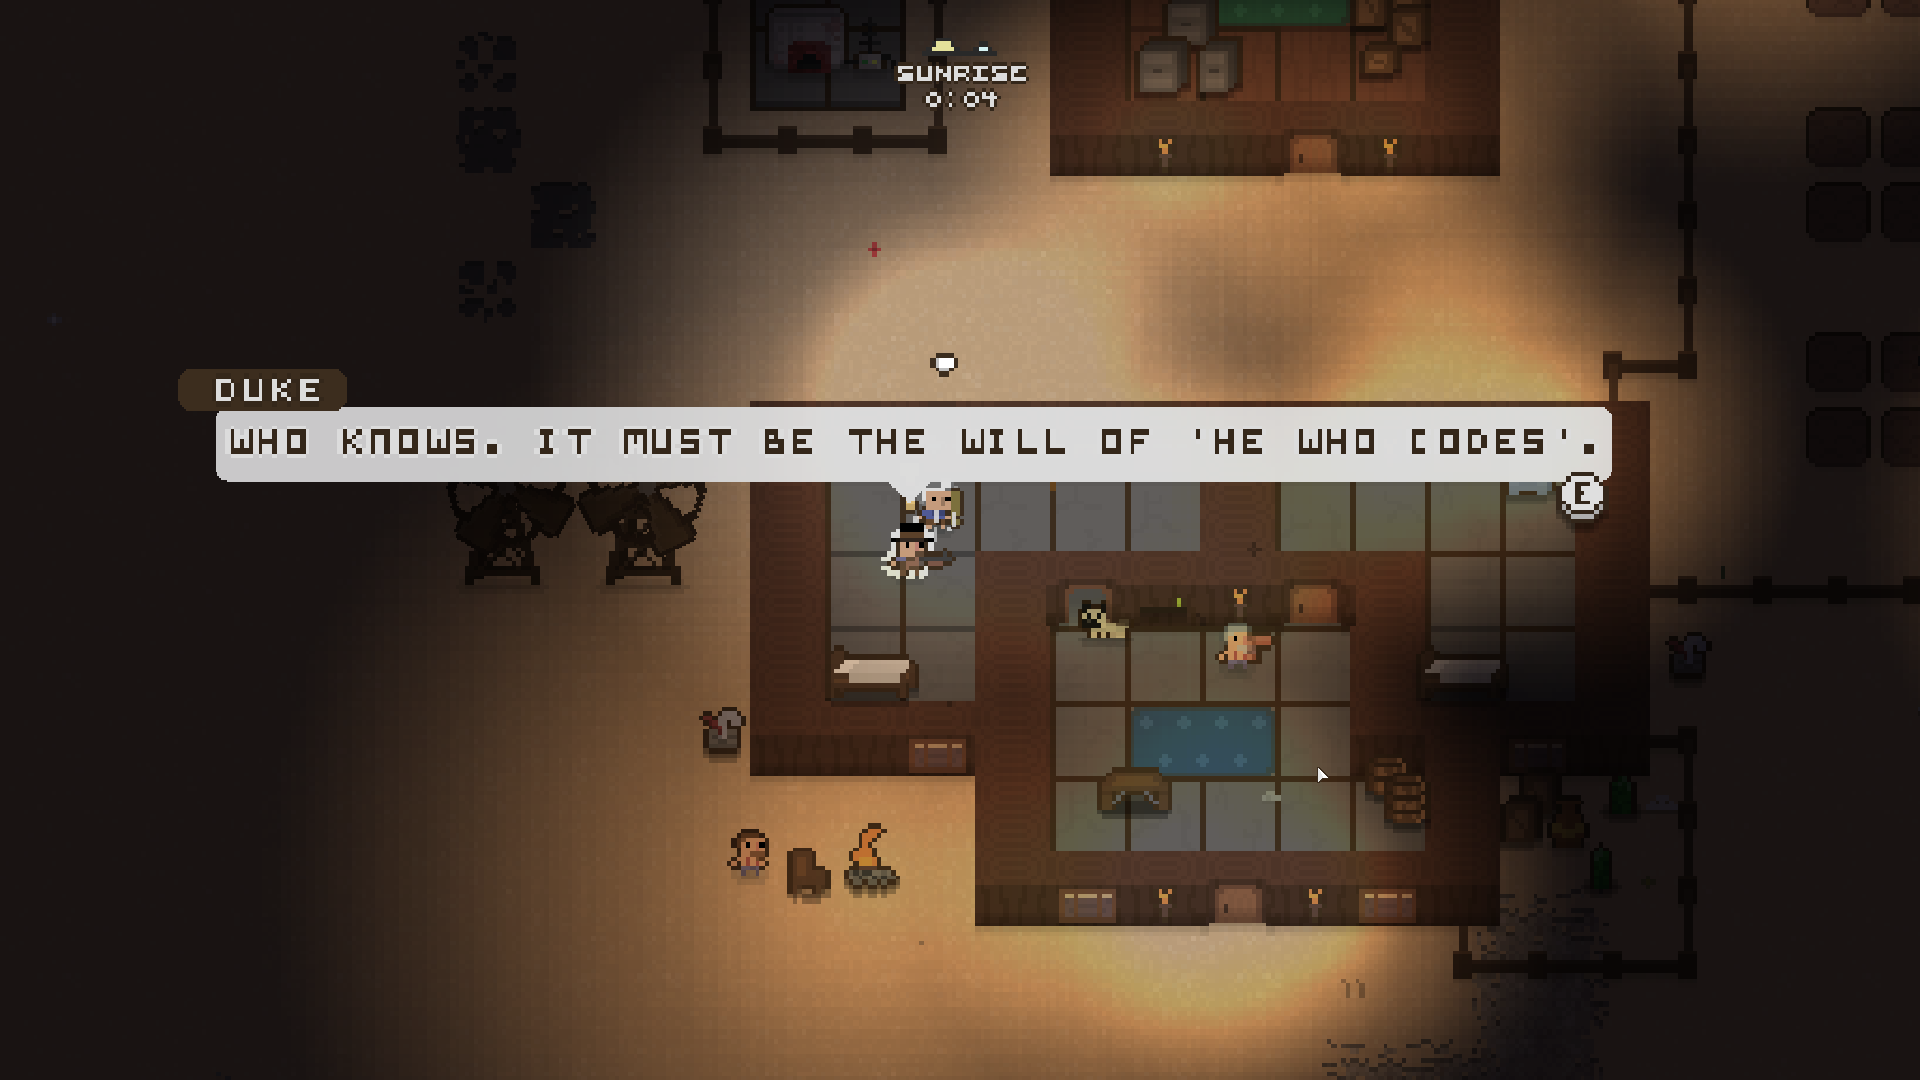 SUNRISE
0:04
DUKE
WHO KNOWS. IT MUST BE THE WILL OF 'HE WHO CODES'.
E